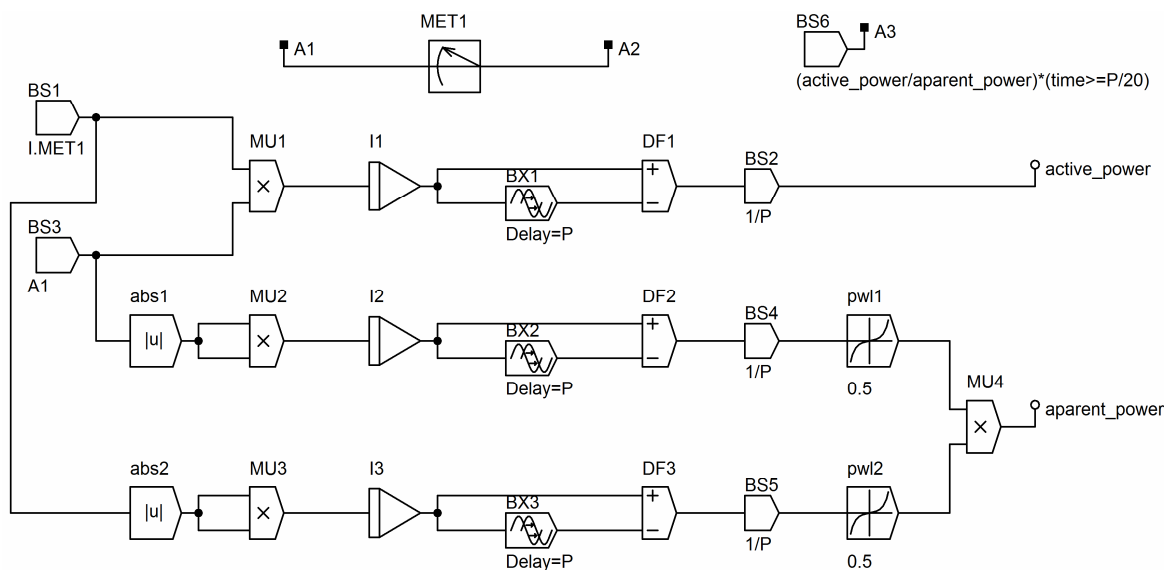 MET1
BS6
A1
A2
A3
(active_power/aparent_power)*(time>=P/20)
BS1
I.MET1
MU1
I1
DF1
BS2
active_power
×
+
−
BX1
Delay=P
1/P
BS3
A1
abs1
MU2
I2
DF2
BS4
pwl1
|u|
×
+
−
BX2
Delay=P
1/P
0.5
MU4
×
aparent_power
abs2
MU3
I3
DF3
BS5
pwl2
|u|
×
+
−
BX3
Delay=P
1/P
0.5